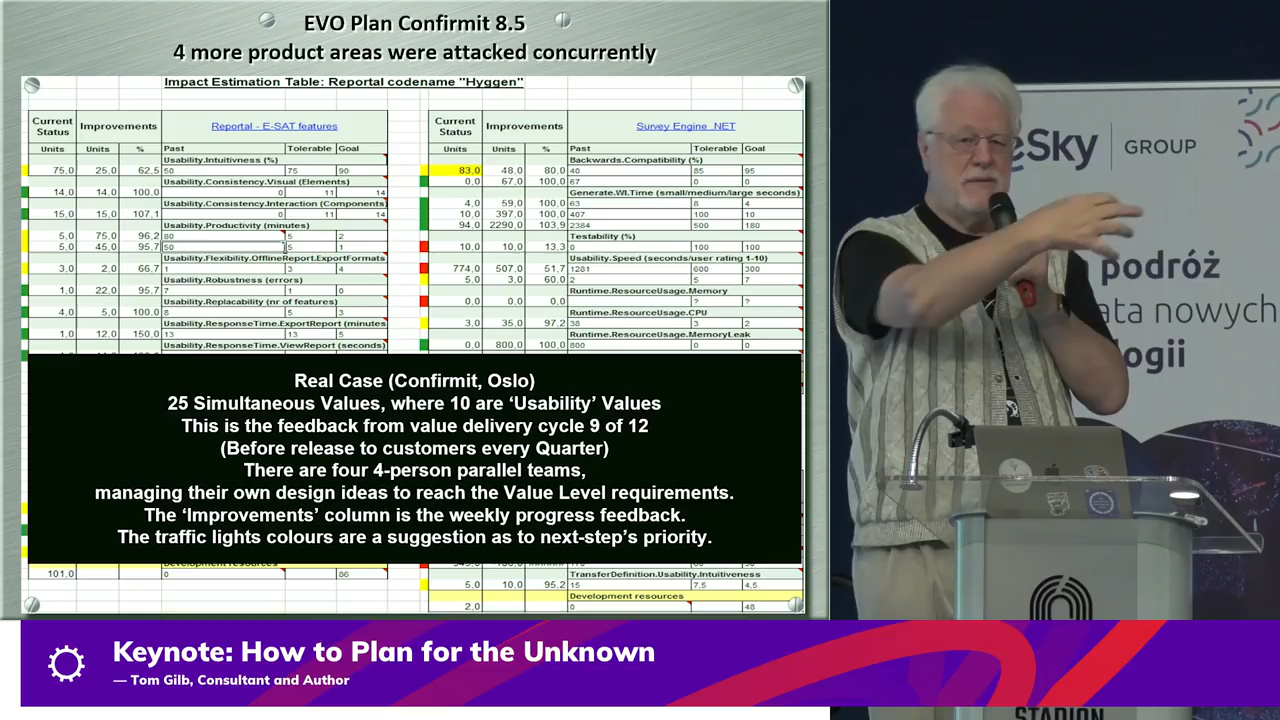 EVO Plan Confirmit 8.5
4 more product areas were attacked concurrently
Impact Estimation Table: Reportal codename "Hyggen"
Current Status Improvements Reportal - E-SAT features
Units Units % Past Tolerable Goal
Usability.Intuitiveness (%)
75,0 25,0 62,5 50 75 90
Usability.Consistency.Visual (Elements)
14,0 14,0 100,0 0 11 14
Usability.Consistency.Interaction (Components
15,0 15,0 107,1 0 11 14
Usability.Productivity (minutes)
5,0 75,0 96,2 80 5 2
5,0 45,0 95,7 50 5 1
Usability.Flexibility.OfflineReport.ExportFormats
3,0 2,0 66,7 1 3 4
Usability.Robustness (errors)
1,0 22,0 95,7 7 1 0
Usability.Replacability (nr of features)
4,0 5,0 100,0 8 5 3
Usability.ResponseTime.ExportReport (minutes
1,0 12,0 150,0 13 13 5
Usability.ResponseTime.ViewReport (seconds)
Current Status Improvements Survey Engine .NET
Units Units % Past Tolerable Goal
Backwards.Compatibility (%)
83,0 48,0 80,0 40 85 95
0,0 67,0 100,0 67 0 0
Generate.WI.Time (small/medium/large seconds)
4,0 59,0 100,0 63 8 4
10,0 397,0 100,0 407 100 10
94,0 2290,0 103,9 2384 500 180
Testability (%)
10,0 10,0 13,3 0 100 100
Usability.Speed (seconds/user rating 1-10)
774,0 507,0 51,7 1281 600 300
5,0 3,0 60,0 2 5 7
Runtime.ResourceUsage.Memory
0,0 0,0 0,0 ? ?
Runtime.ResourceUsage.CPU
3,0 35,0 97,2 38 3 2
Runtime.ResourceUsage.MemoryLeak
0,0 800,0 100,0 800 0 0
Real Case (Confirmit, Oslo)
25 Simultaneous Values, where 10 are ‘Usability’ Values
This is the feedback from value delivery cycle 9 of 12
(Before release to customers every Quarter)
There are four 4-person parallel teams,
managing their own design ideas to reach the Value Level requirements.
The ‘Improvements’ column is the weekly progress feedback.
The traffic lights colours are a suggestion as to next-step’s priority.
Development resources
101,0 0 86
TransferDefinition.Usability.Intuitiveness
5,0 10,0 95,2 15 7,5 4,5
Development resources
2,0 0 48
eSky GROUP
podróż
ata nowych
ogii
STADION
Keynote: How to Plan for the Unknown
— Tom Gilb, Consultant and Author